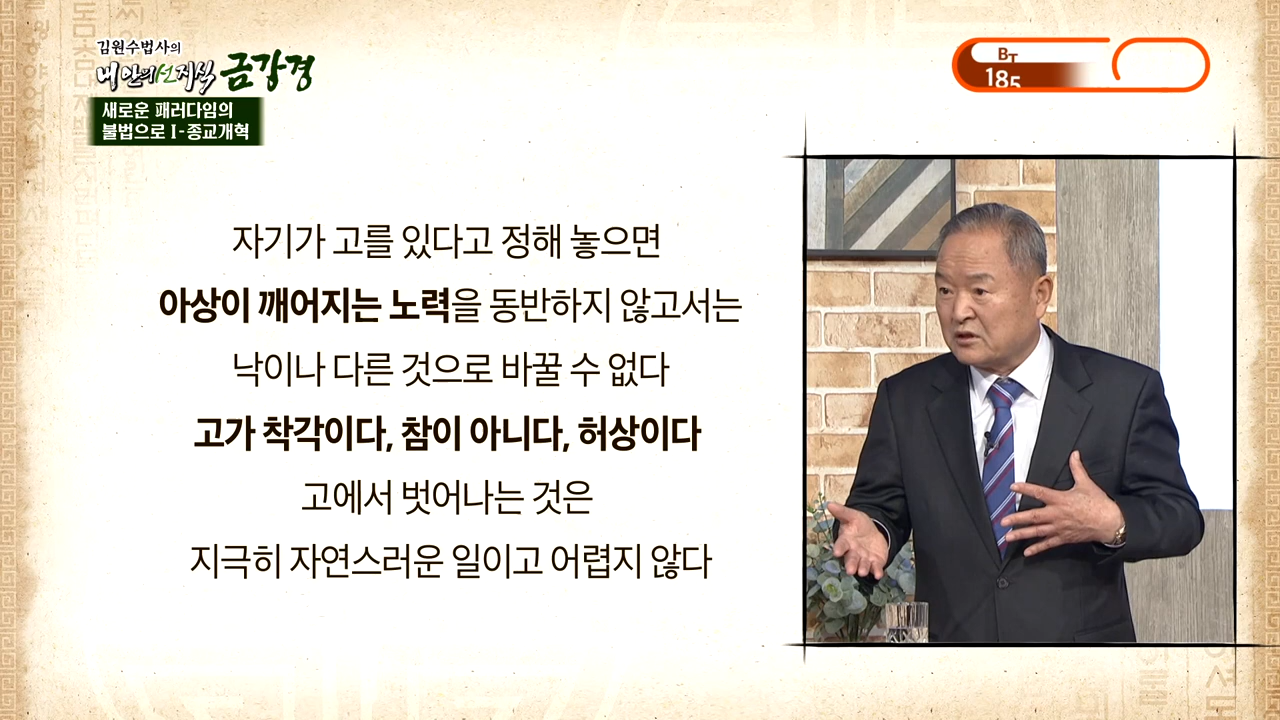 김원수법사의
내 안의 선지식 금강경
새로운 패러다임의
불법으로 I - 종교개혁
BT
185
자기가 고를 있다고 정해 놓으면
아상이 깨어지는 노력을 동반하지 않고서는
낙이나 다른 것으로 바꿀 수 없다
고가 착각이다, 참이 아니다, 허상이다
고에서 벗어나는 것은
지극히 자연스러운 일이고 어렵지 않다